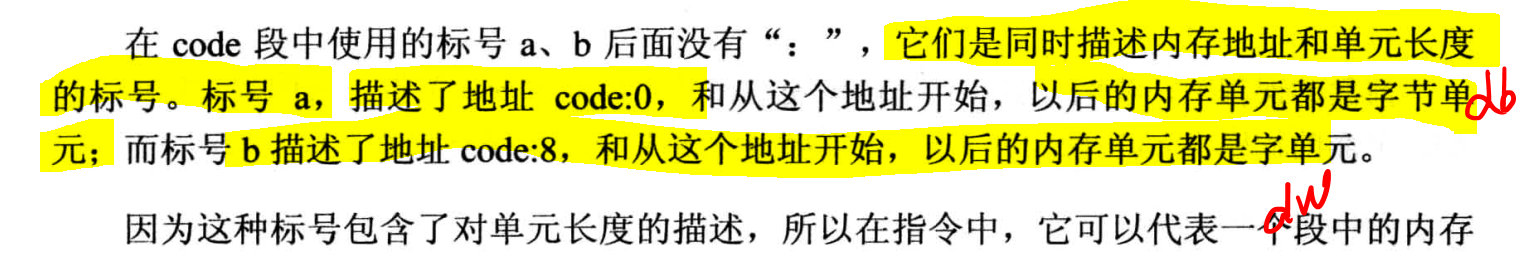 在 code 段中使用的标号 a、b 后面没有“：”，它们是同时描述内存地址和单元长度
的标号。标号 a，描述了地址 code:0，和从这个地址开始，以后的内存单元都是字节单 db
元；而标号 b 描述了地址 code:8，和从这个地址开始，以后的内存单元都是字单元。
dw
因为这种标号包含了对单元长度的描述，所以在指令中，它可以代表一个段中的内存